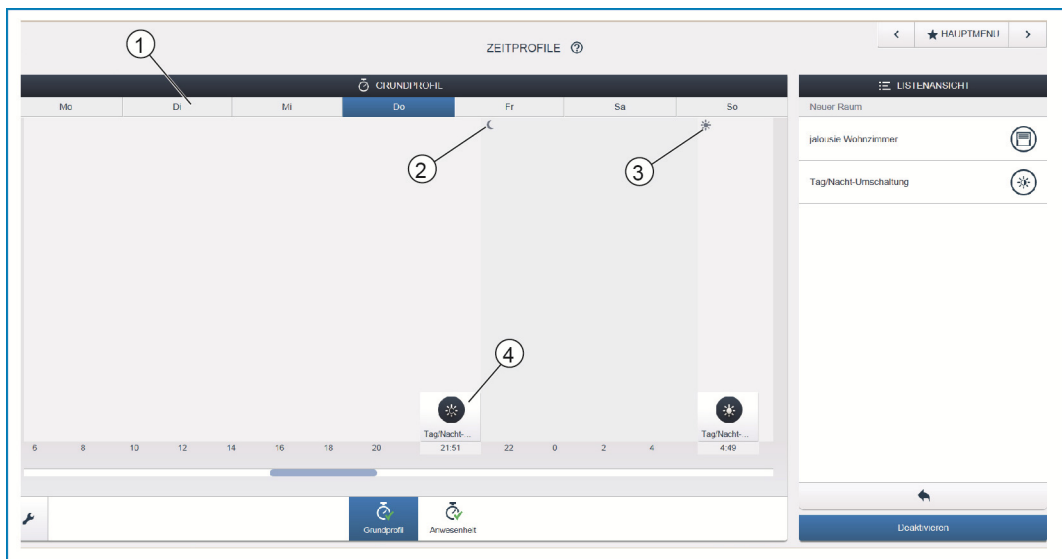 1
ZEITPROFILE ?
< ★ HAUPTMENU >
GRUNDPROFIL
Mo Di Mi Do Fr Sa So
2
3
4
Tag/Nacht-...
Tag/Nacht-...
6 8 10 12 14 16 18 20 21:51 22 0 2 4 4:49
Grundprofil
Anwesenheit
LISTENANSICHT
Neuer Raum
jalousie Wohnzimmer
Tag/Nacht-Umschaltung
Deaktivieren